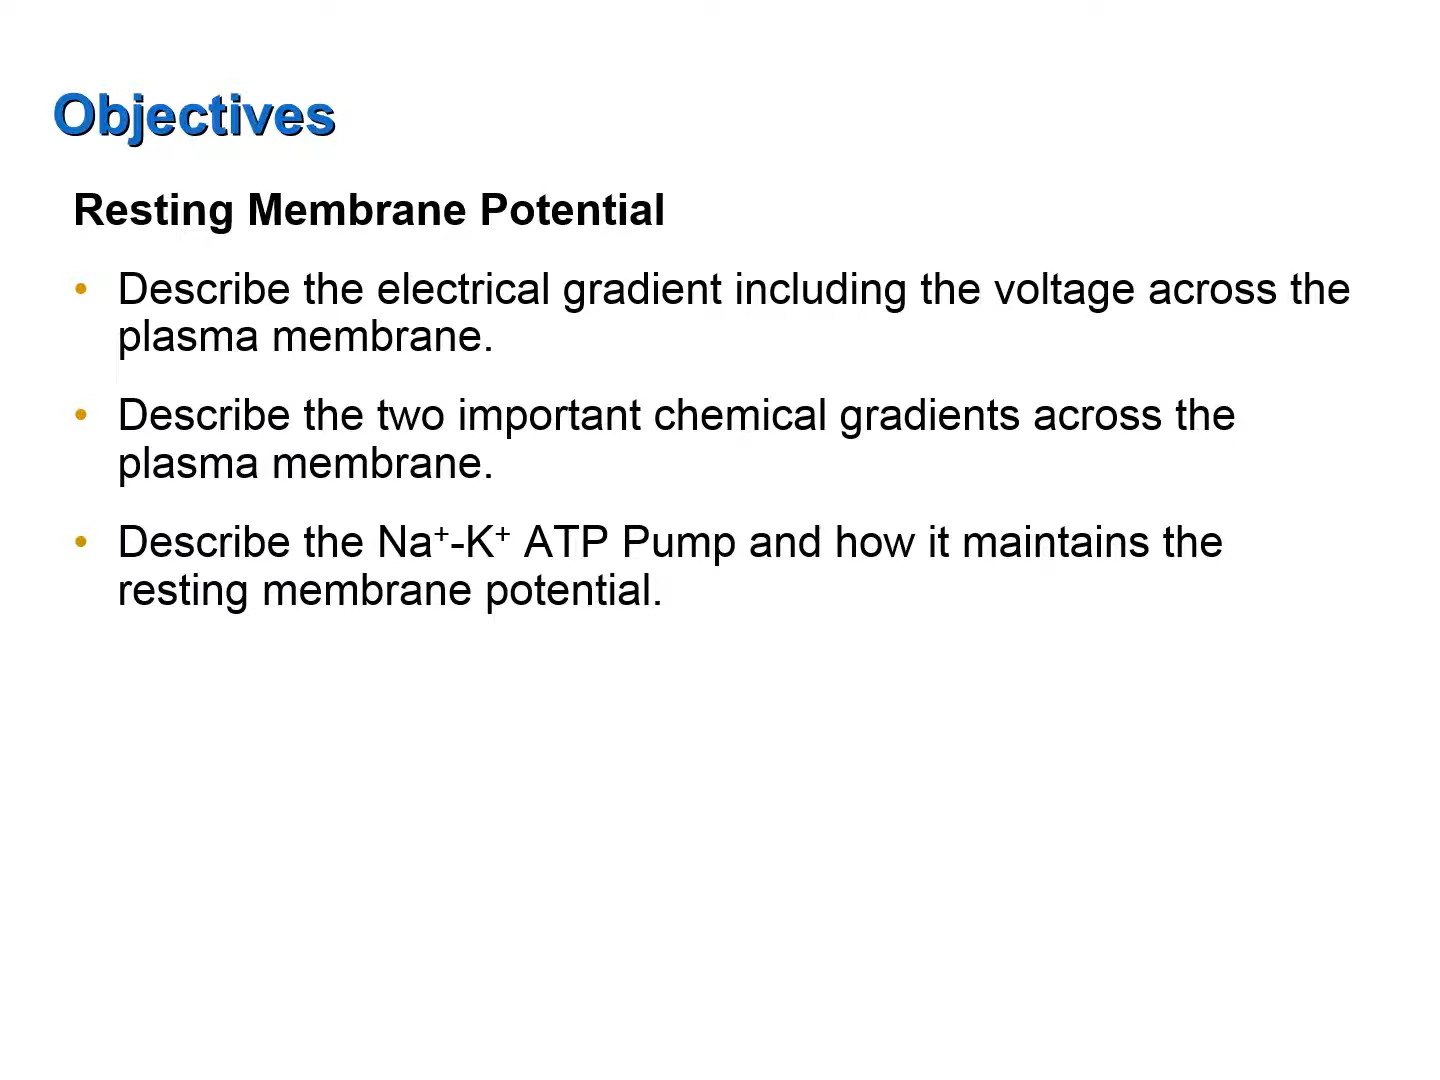 Objectives
Resting Membrane Potential
• Describe the electrical gradient including the voltage across the
plasma membrane.
• Describe the two important chemical gradients across the
plasma membrane.
• Describe the Na⁺-K⁺ ATP Pump and how it maintains the
resting membrane potential.